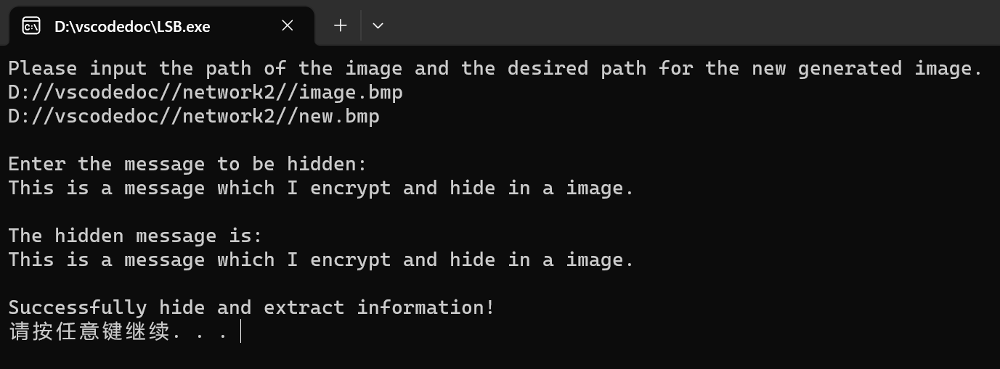 D:\vscodedoc\LSB.exe
Please input the path of the image and the desired path for the new generated image.
D://vscodedoc//network2//image.bmp
D://vscodedoc//network2//new.bmp
Enter the message to be hidden:
This is a message which I encrypt and hide in a image.
The hidden message is:
This is a message which I encrypt and hide in a image.
Successfully hide and extract information!
请按任意键继续. . .